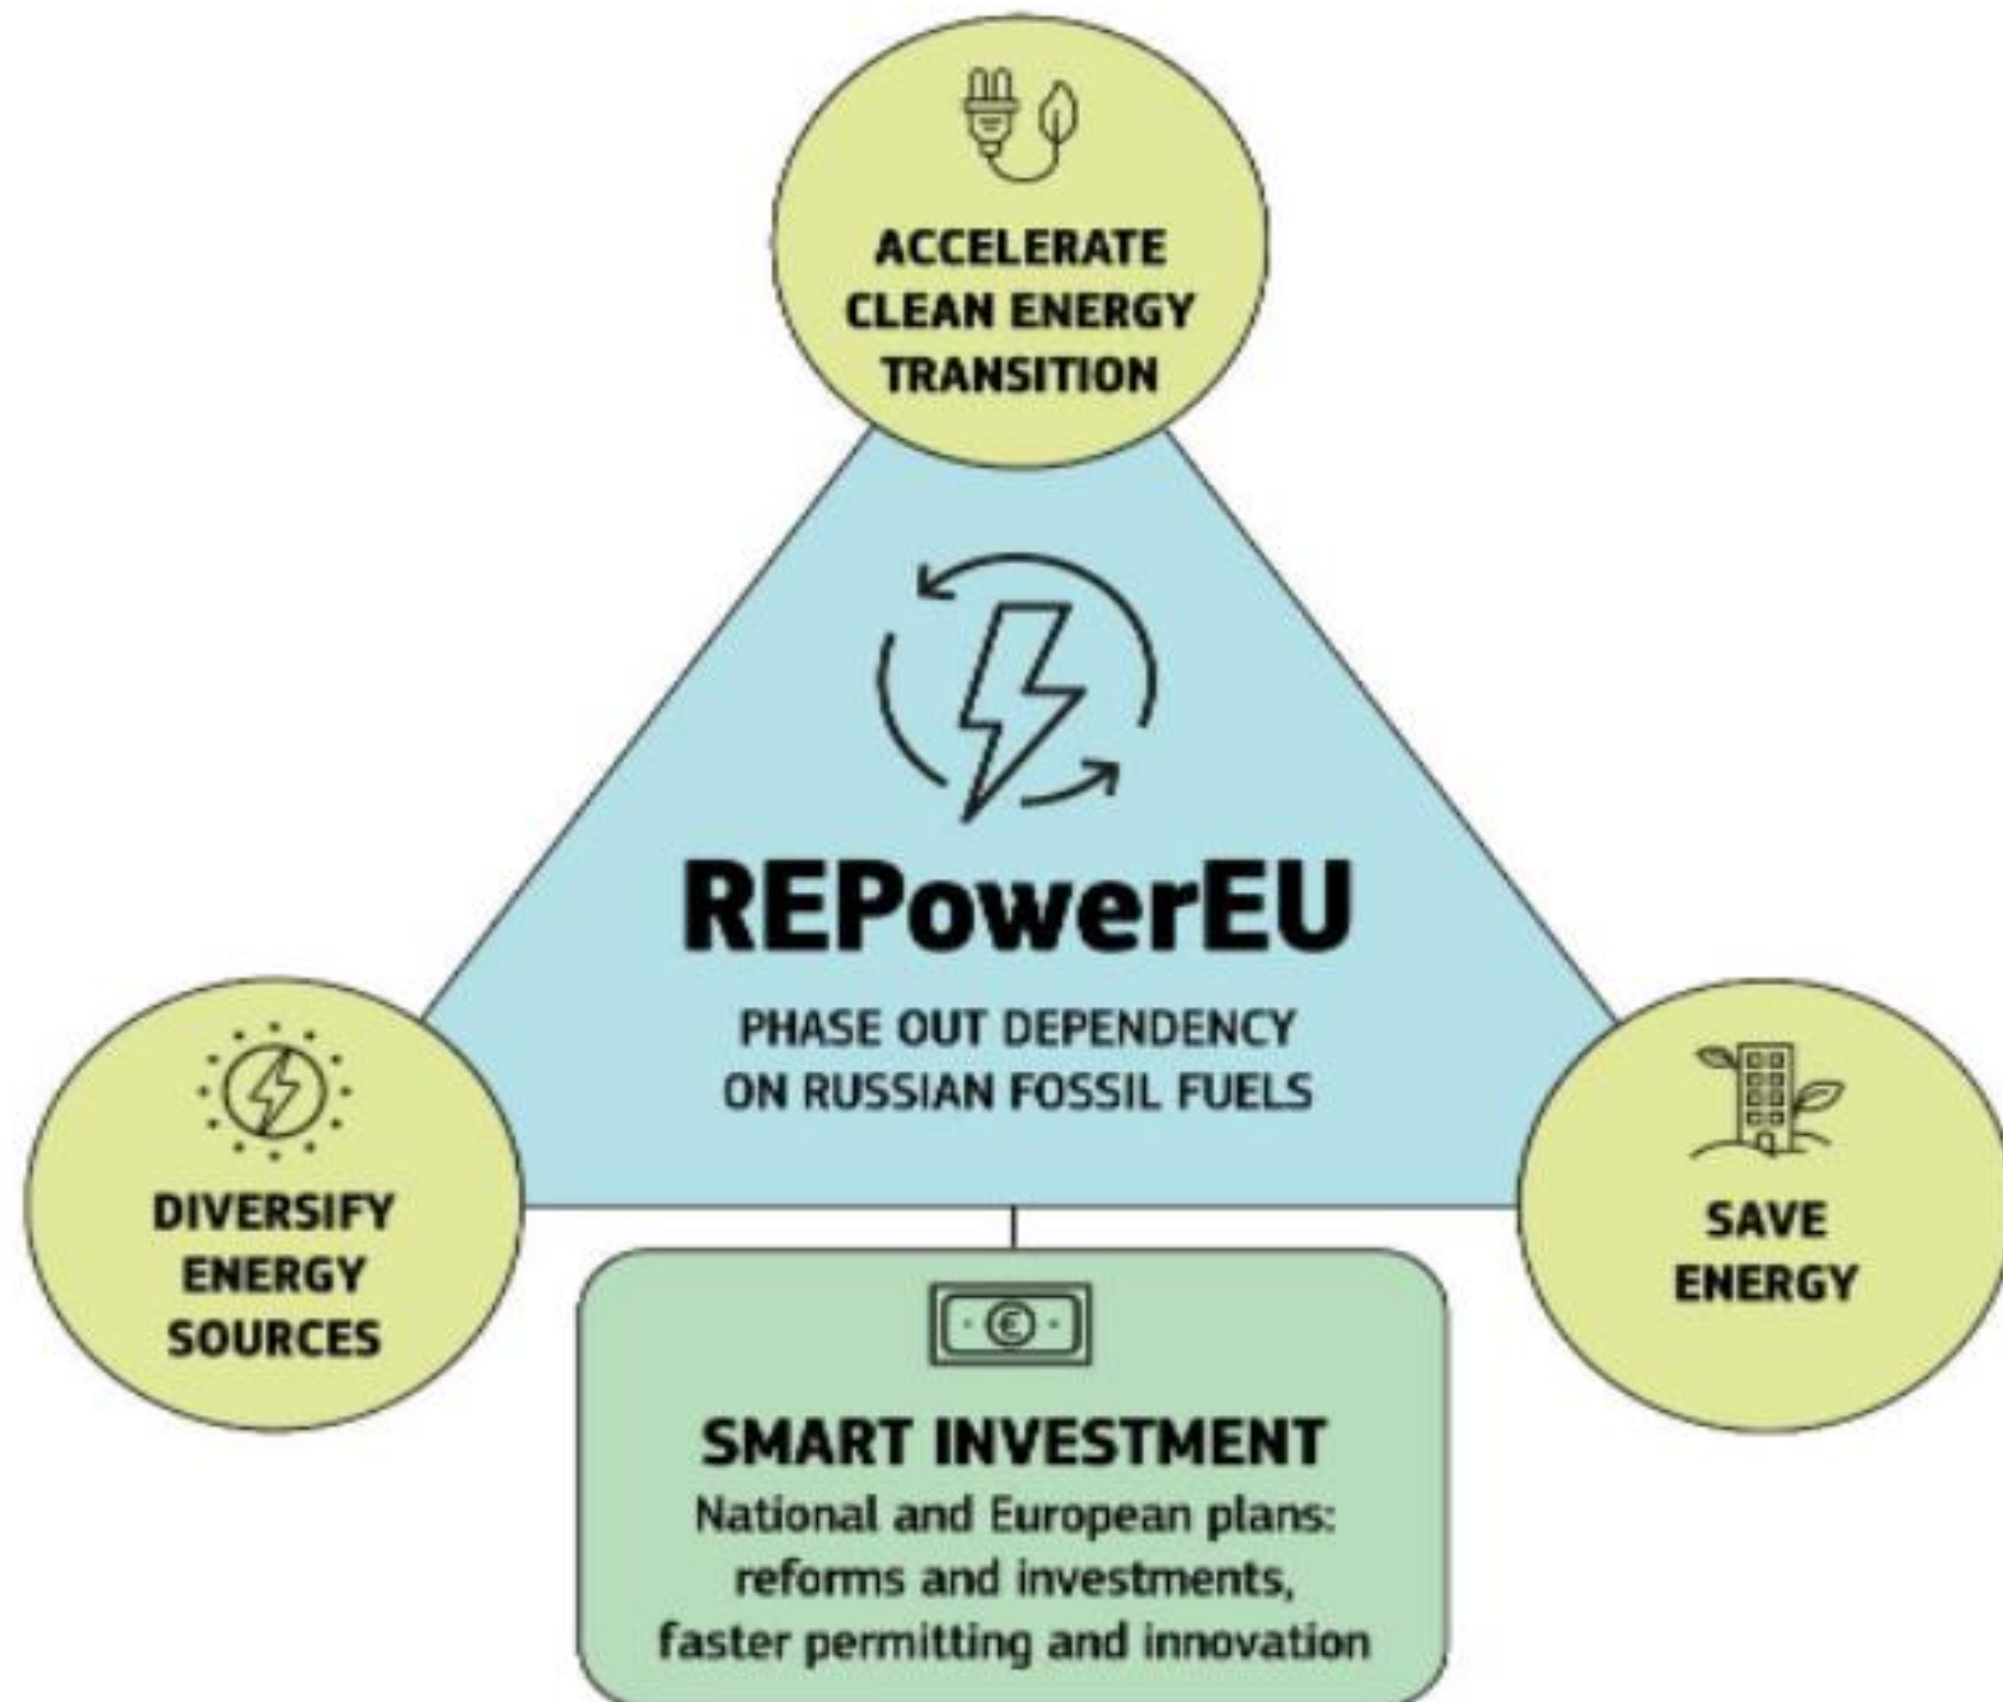 ACCELERATE
CLEAN ENERGY
TRANSITION
REPowerEU
PHASE OUT DEPENDENCY
ON RUSSIAN FOSSIL FUELS
DIVERSIFY
ENERGY
SOURCES
SAVE
ENERGY
€
SMART INVESTMENT
National and European plans:
reforms and investments,
faster permitting and innovation